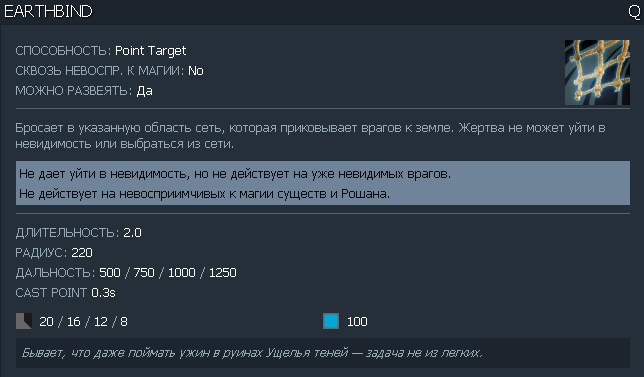 EARTHBIND Q
СПОСОБНОСТЬ: Point Target
СКВОЗЬ НЕВОСПР. К МАГИИ: No
МОЖНО РАЗВЕЯТЬ: Да
Бросает в указанную область сеть, которая приковывает врагов к земле. Жертва не может уйти в
невидимость или выбраться из сети.
Не дает уйти в невидимость, но не действует на уже невидимых врагов.
Не действует на невосприимчивых к магии существ и Рошана.
ДЛИТЕЛЬНОСТЬ: 2.0
РАДИУС: 220
ДАЛЬНОСТЬ: 500 / 750 / 1000 / 1250
CAST POINT 0.3s
20 / 16 / 12 / 8 100
Бывает, что даже поймать ужин в руинах Ущелья теней — задача не из легких.